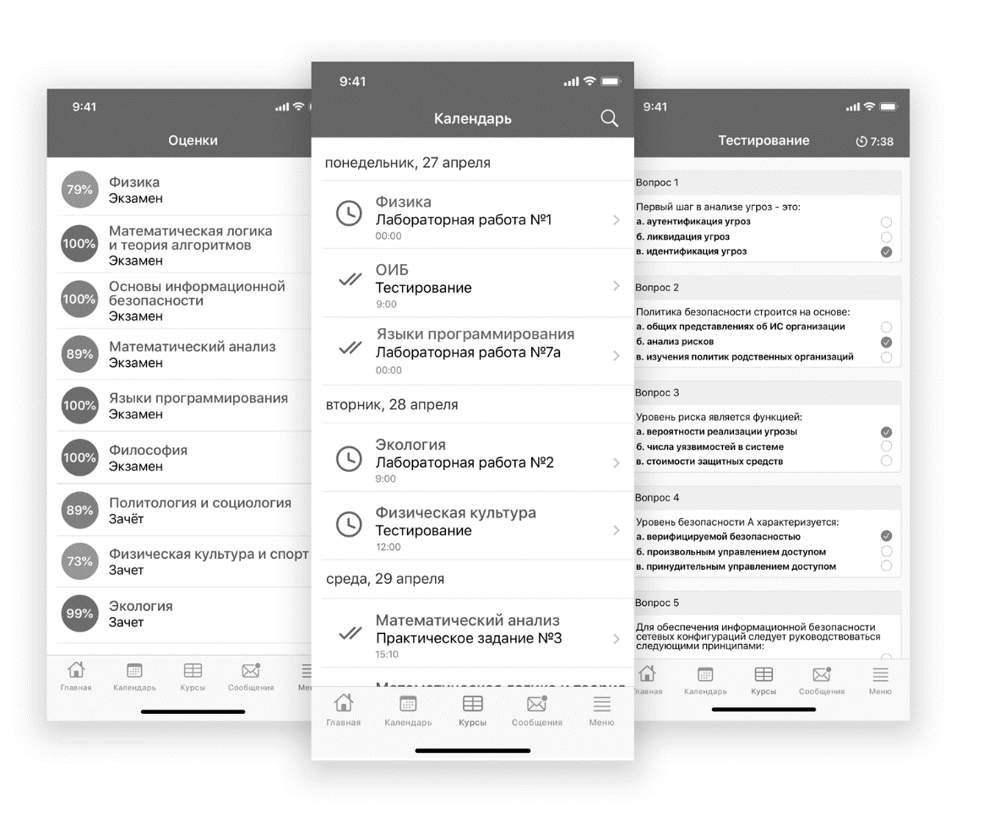 9:41
Оценки
79%
Физика
Экзамен
100%
Математическая логика
и теория алгоритмов
Экзамен
100%
Основы информационной
безопасности
Экзамен
89%
Математический анализ
Экзамен
100%
Языки программирования
Экзамен
100%
Философия
Экзамен
89%
Политология и социология
Зачёт
73%
Физическая культура и спорт
Зачет
99%
Экология
Зачет
Главная
Календарь
Курсы
Сообщения
9:41
Календарь
понедельник, 27 апреля
Физика
Лабораторная работа №1
00:00
ОИБ
Тестирование
9:00
Языки программирования
Лабораторная работа №7а
00:00
вторник, 28 апреля
Экология
Лабораторная работа №2
9:00
Физическая культура
Тестирование
12:00
среда, 29 апреля
Математический анализ
Практическое задание №3
15:10
Математическая логика и теория
Главная
Календарь
Курсы
Сообщения
Меню
9:41
Тестирование
7:38
Вопрос 1
Первый шаг в анализе угроз - это:
а. аутентификация угроз
б. ликвидация угроз
в. идентификация угроз
Вопрос 2
Политика безопасности строится на основе:
а. общих представлениях об ИС организации
б. анализ рисков
в. изучения политик родственных организаций
Вопрос 3
Уровень риска является функцией:
а. вероятности реализации угрозы
б. числа уязвимостей в системе
в. стоимости защитных средств
Вопрос 4
Уровень безопасности А характеризуется:
а. верифицируемой безопасностью
б. произвольным управлением доступом
в. принудительным управлением доступом
Вопрос 5
Для обеспечения информационной безопасности
сетевых конфигураций следует руководствоваться
следующими принципами:
Календарь
Курсы
Сообщения
Меню